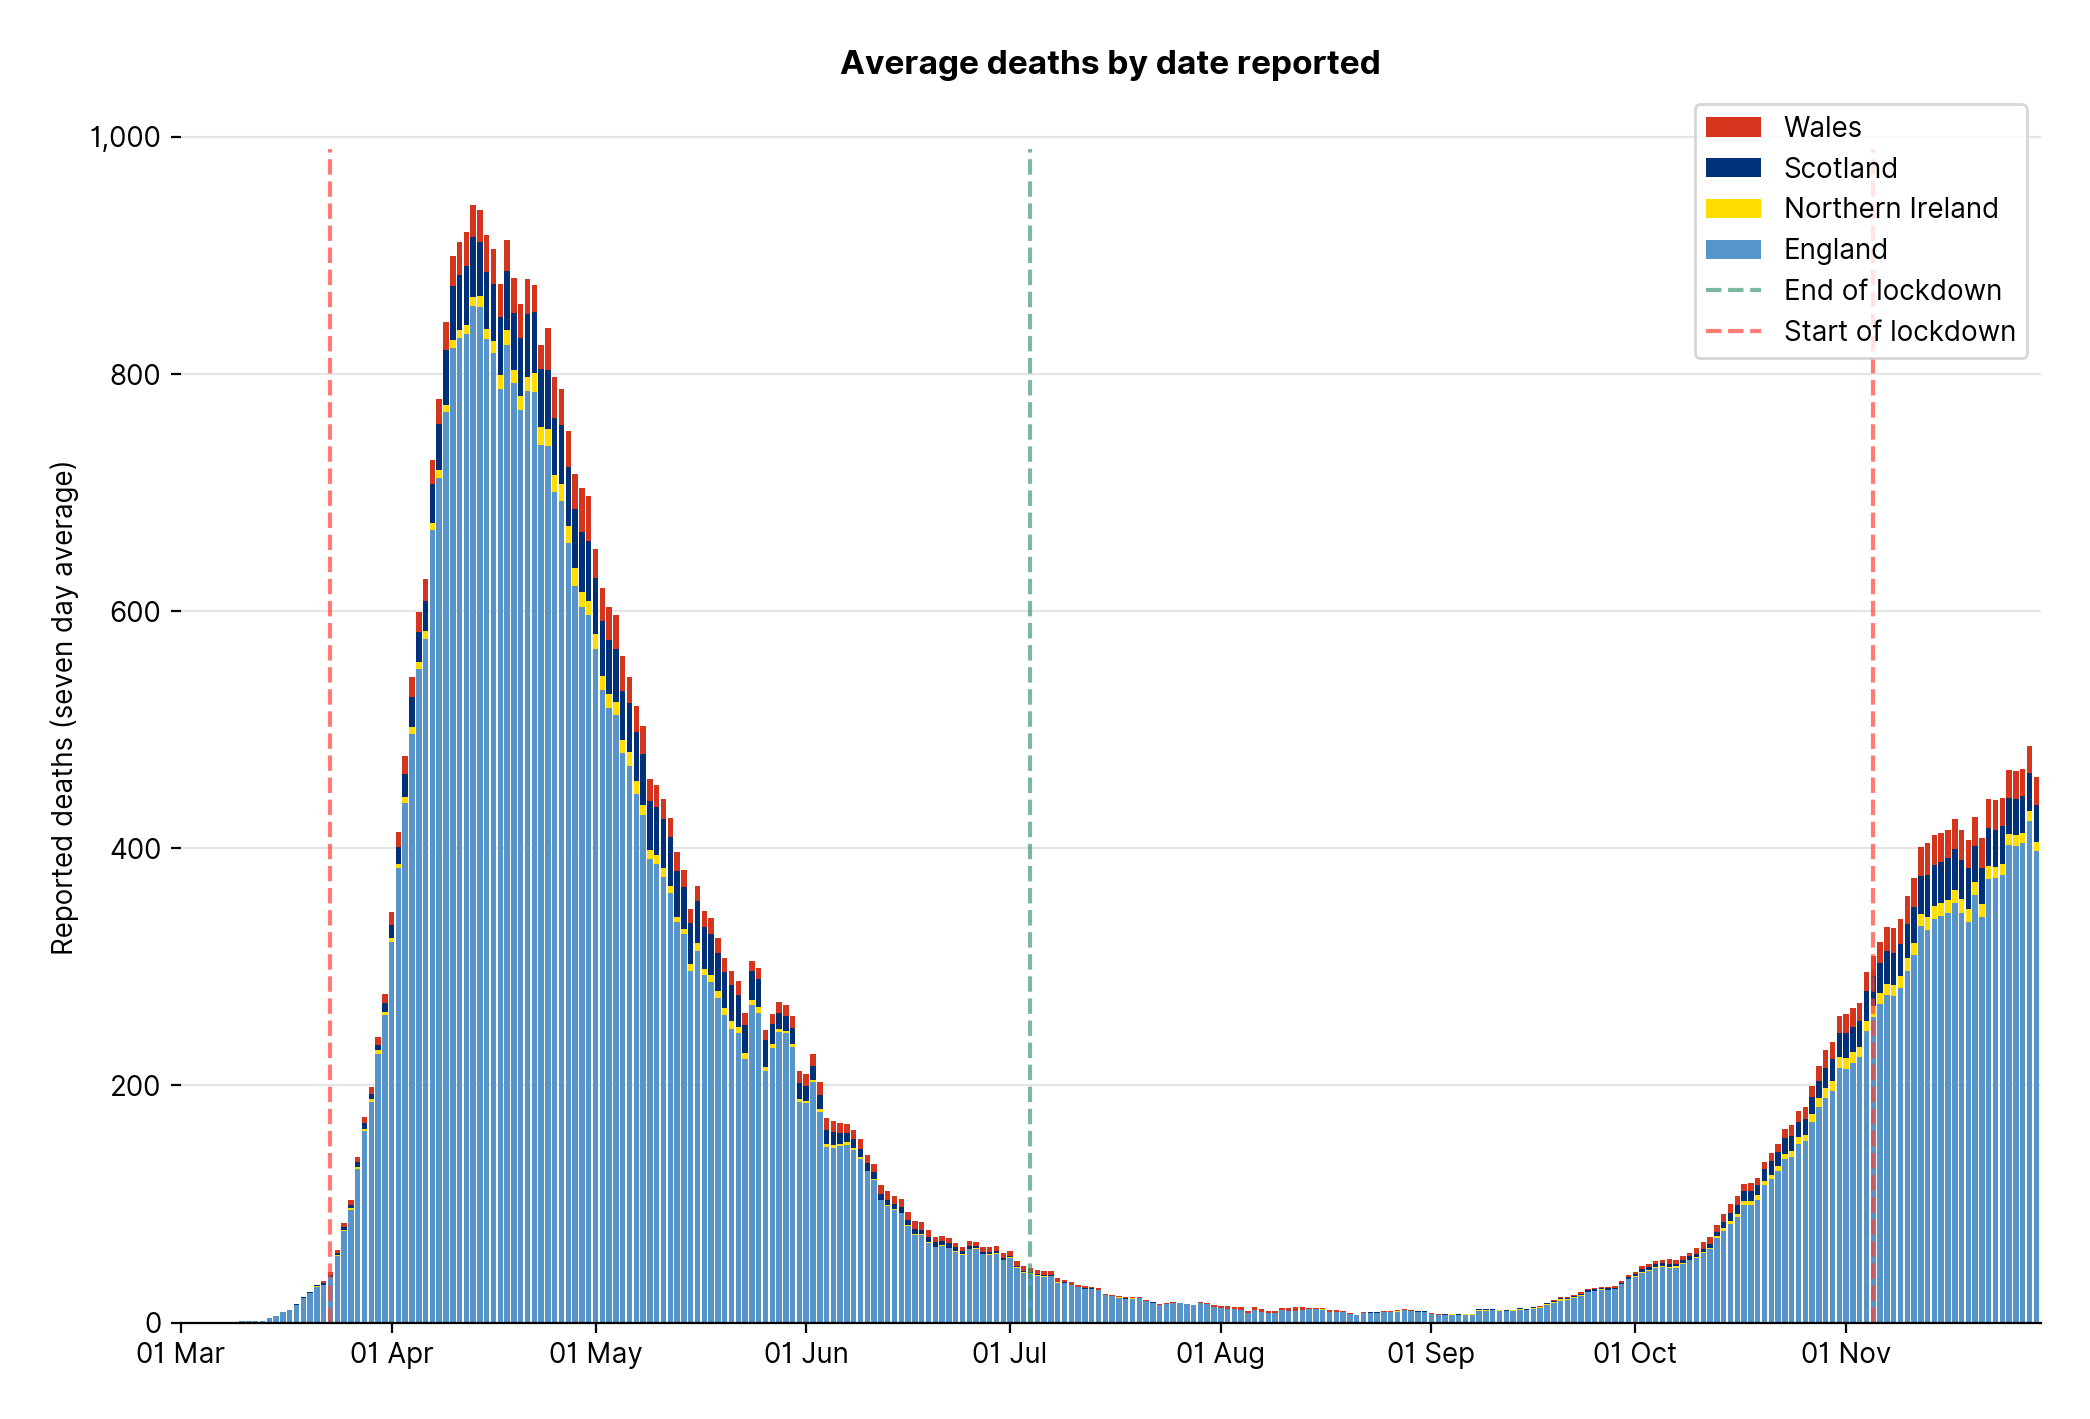 Average deaths by date reported
Wales
Scotland
Northern Ireland
England
End of lockdown
Start of lockdown
Reported deaths (seven day average)
1,000
800
600
400
200
0
01 Mar
01 Apr
01 May
01 Jun
01 Jul
01 Aug
01 Sep
01 Oct
01 Nov